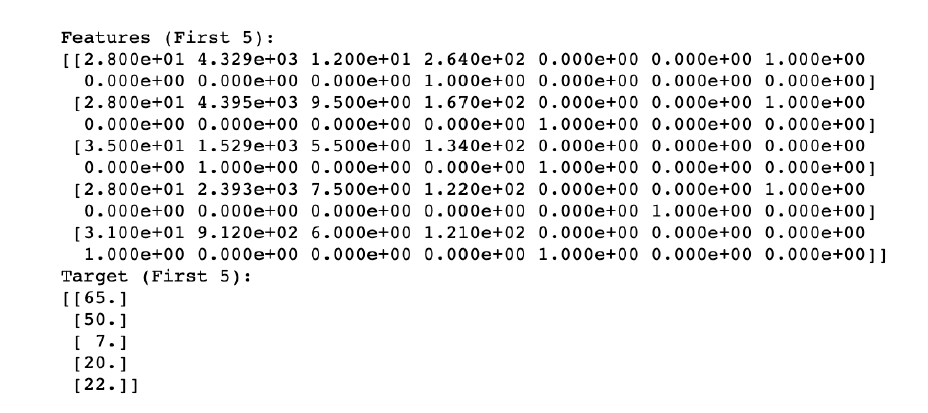 Features (First 5):
[[2.800e+01 4.329e+03 1.200e+01 2.640e+02 0.000e+00 0.000e+00 1.000e+00
  0.000e+00 0.000e+00 0.000e+00 1.000e+00 0.000e+00 0.000e+00 0.000e+00]
 [2.800e+01 4.395e+03 9.500e+00 1.670e+02 0.000e+00 0.000e+00 1.000e+00
  0.000e+00 0.000e+00 0.000e+00 0.000e+00 1.000e+00 0.000e+00 0.000e+00]
 [3.500e+01 1.529e+03 5.500e+00 1.340e+02 0.000e+00 0.000e+00 0.000e+00
  0.000e+00 1.000e+00 0.000e+00 0.000e+00 1.000e+00 0.000e+00 0.000e+00]
 [2.800e+01 2.393e+03 7.500e+00 1.220e+02 0.000e+00 0.000e+00 1.000e+00
  0.000e+00 0.000e+00 0.000e+00 0.000e+00 0.000e+00 1.000e+00 0.000e+00]
 [3.100e+01 9.120e+02 6.000e+00 1.210e+02 0.000e+00 0.000e+00 0.000e+00
  1.000e+00 0.000e+00 0.000e+00 0.000e+00 1.000e+00 0.000e+00 0.000e+00]]
Target (First 5):
[[65.]
 [50.]
 [ 7.]
 [20.]
 [22.]]